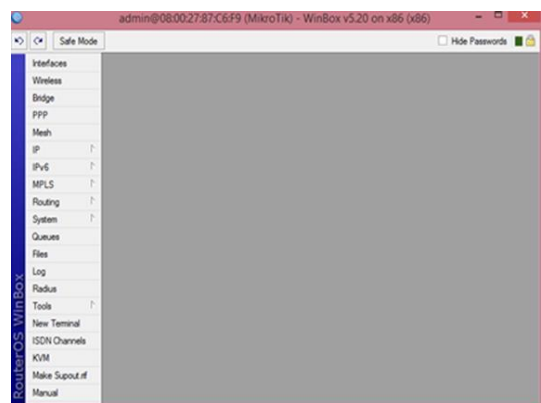 admin@08:00:27:87:C6:F9 (MikroTik) - WinBox v5.20 on x86 (x86)
Safe Mode
Hide Passwords
Interfaces
Wireless
Bridge
PPP
Mesh
IP
IPv6
MPLS
Routing
System
Queues
Files
Log
Radius
Tools
New Terminal
ISDN Channels
KVM
Make Supout.rif
Manual
RouterOS WinBox